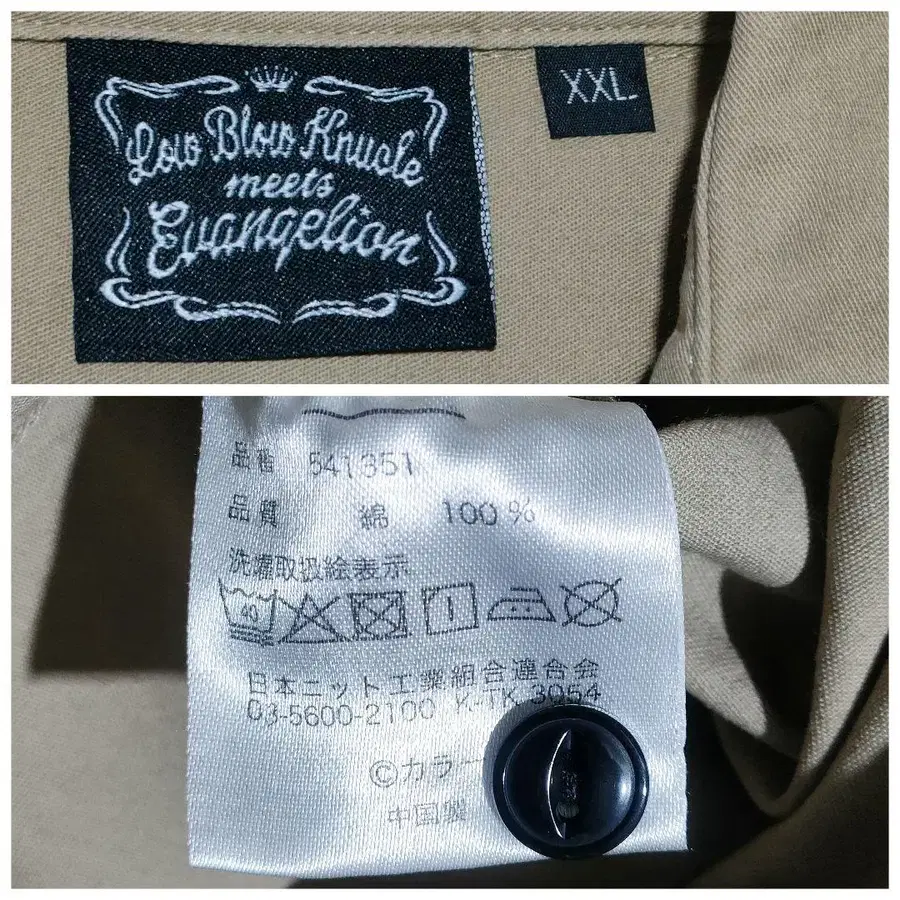 Low Blow Knucle
meets
Evangelion
XXL
品番 541351
品質 綿 100%
洗濯取扱絵表示
40
日本ニット工業組合連合会
03-5600-2100 K-TK 3054
©カラー
中国製